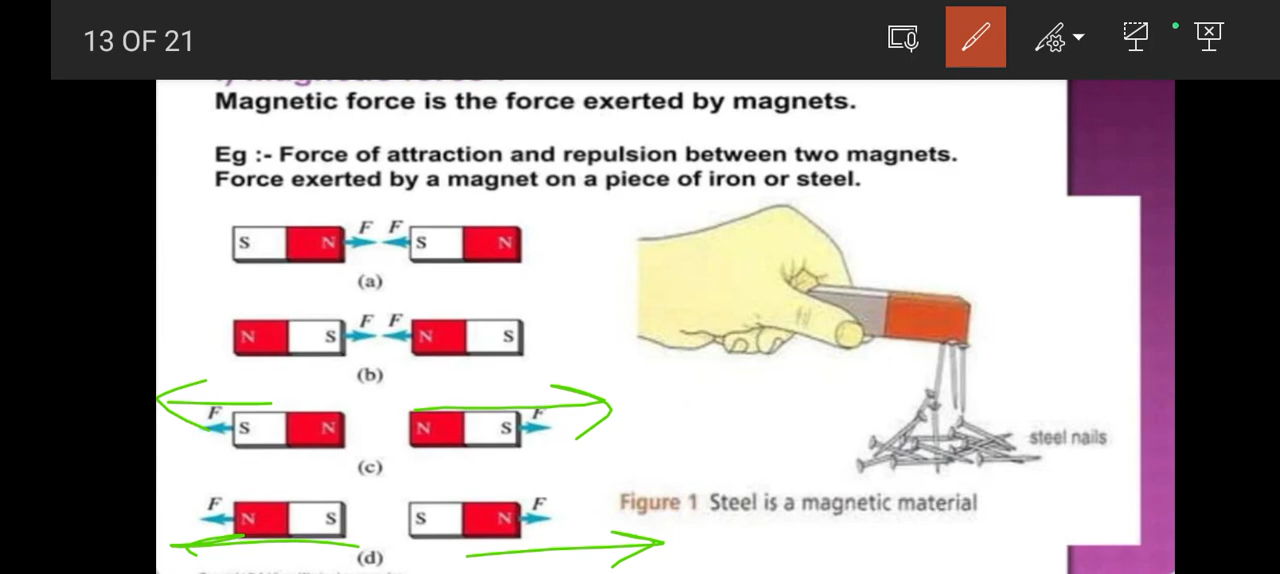 13 OF 21
Magnetic force is the force exerted by magnets.
Eg :- Force of attraction and repulsion between two magnets.
Force exerted by a magnet on a piece of iron or steel.
S N F F S N
(a)
N S F F N S
(b)
F S N N S F
(c)
F N S S N F
(d)
steel nails
Figure 1 Steel is a magnetic material